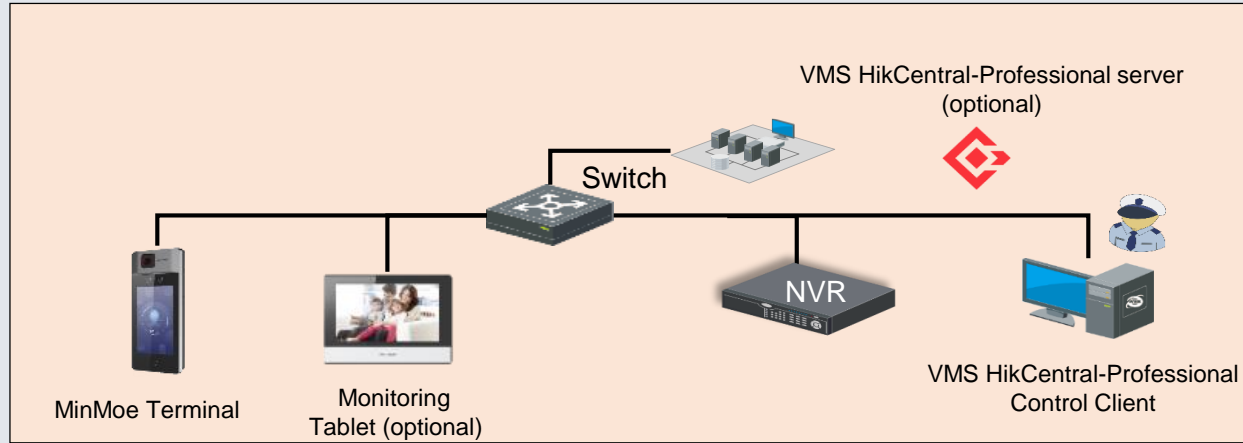 VMS HikCentral-Professional server
(optional)
Switch
NVR
MinMoe Terminal
Monitoring
Tablet (optional)
VMS HikCentral-Professional
Control Client